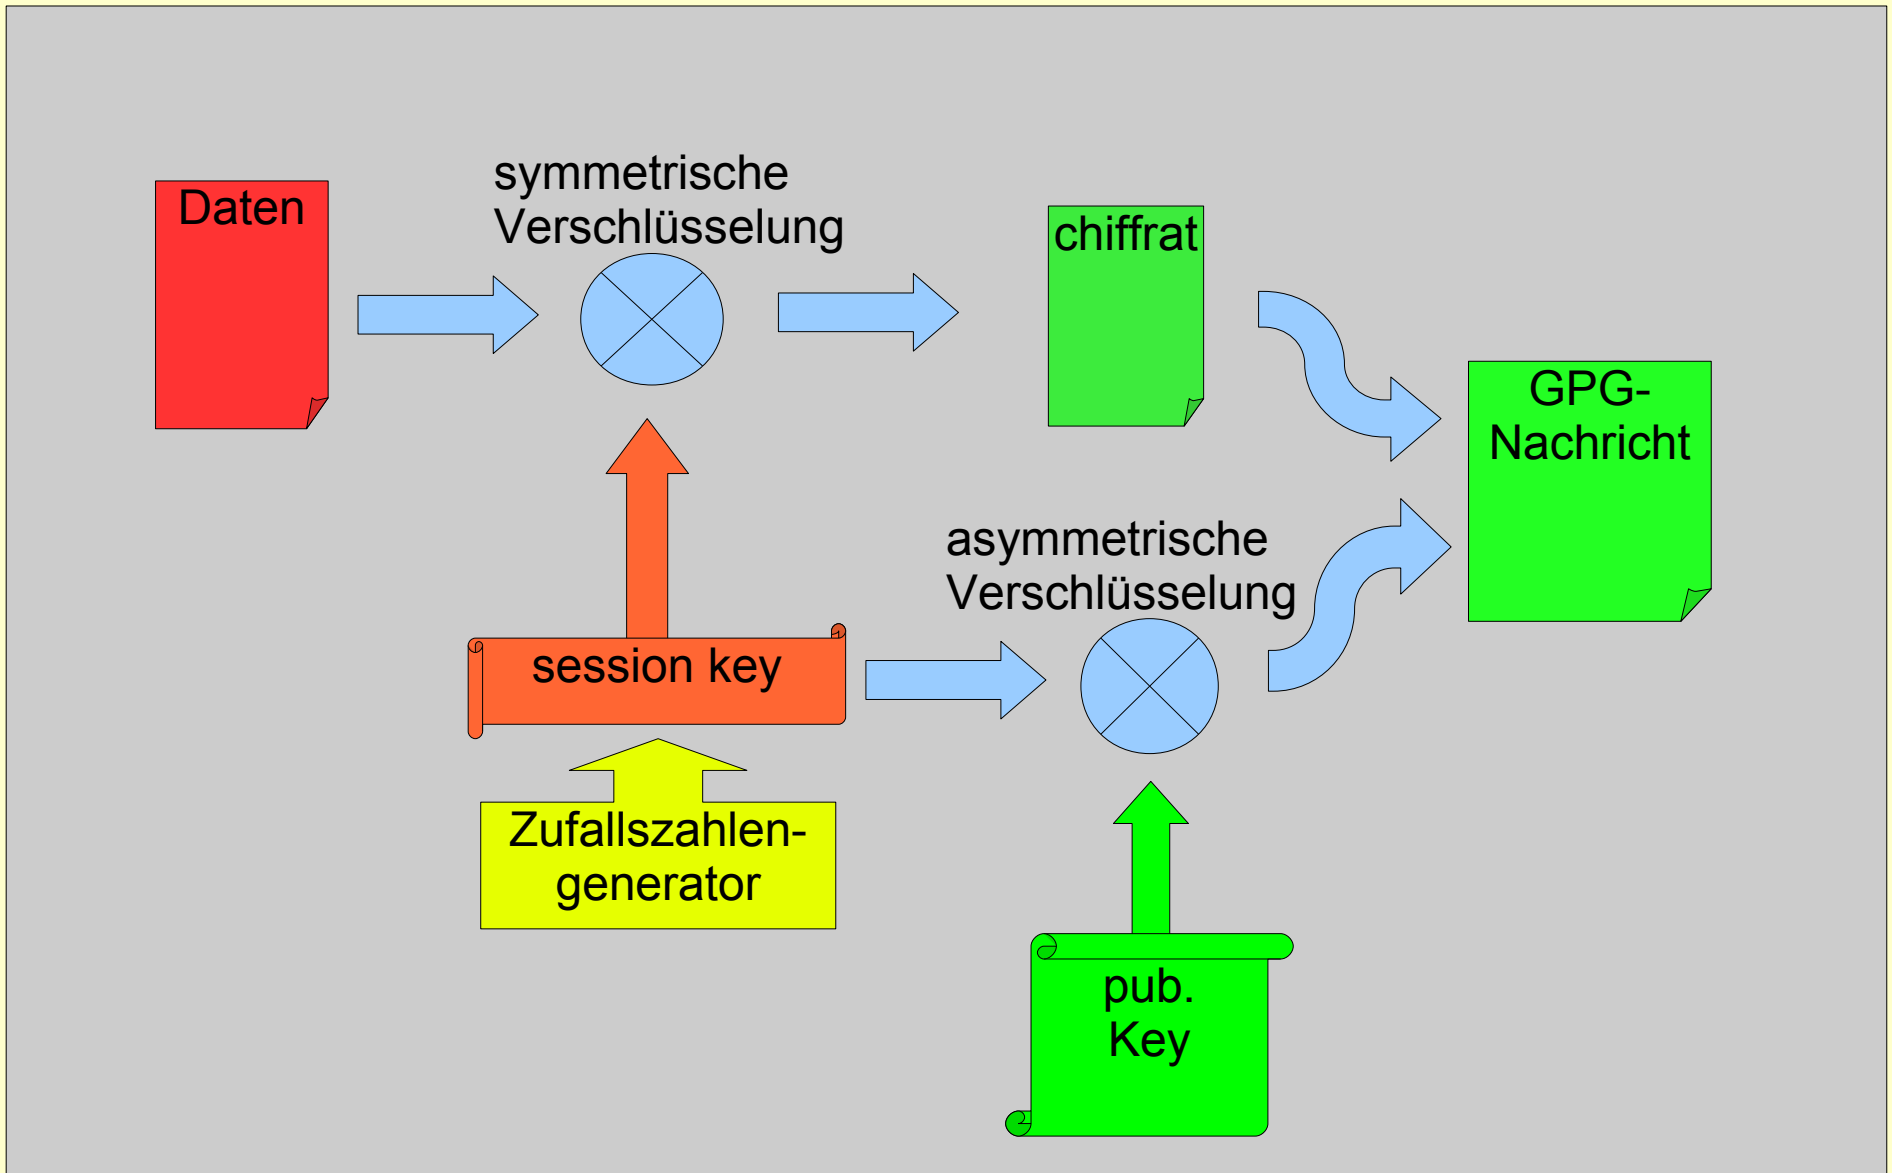 symmetrische
Verschlüsselung
Daten
chiffrat
GPG-
Nachricht
asymmetrische
Verschlüsselung
session key
Zufallszahlen-
generator
pub.
Key